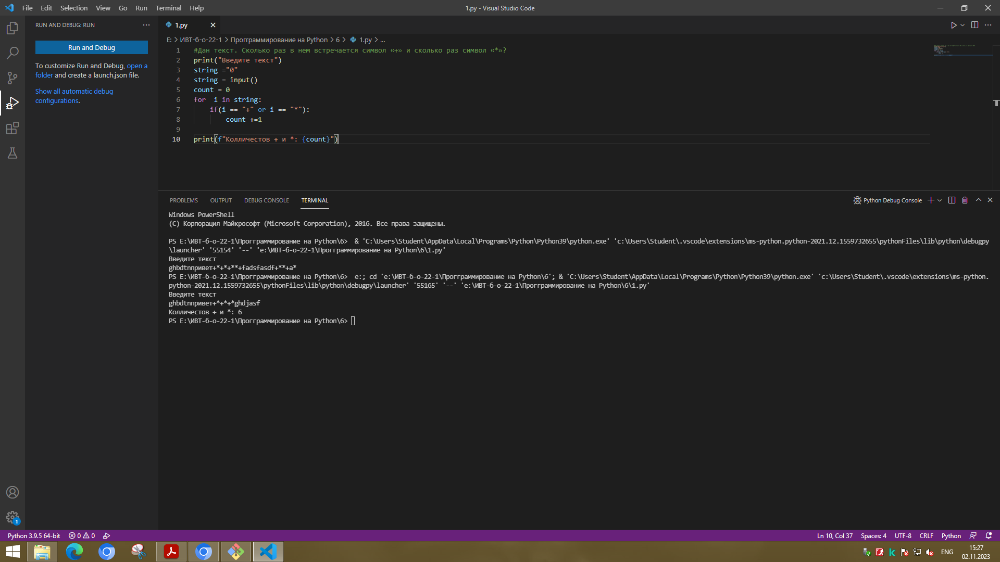 File Edit Selection View Go Run Terminal Help
1.py - Visual Studio Code
RUN AND DEBUG: RUN
Run and Debug
To customize Run and Debug, open a
folder and create a launch.json file.
Show all automatic debug
configurations.
1.py
E: > ИВТ-б-о-22-1 > Прогграммирование на Python > 6 > 1.py > ...
1 #Дан текст. Сколько раз в нем встречается символ «+» и сколько раз символ «*»?
2 print("Введите текст")
3 string ="0"
4 string = input()
5 count = 0
6 for  i in string:
7     if(i == "+" or i == "*"):
8         count +=1
9
10 print(f"Колличестов + и *: {count}")
PROBLEMS OUTPUT DEBUG CONSOLE TERMINAL
Python Debug Console
Windows PowerShell
(C) Корпорация Майкрософт (Microsoft Corporation), 2016. Все права защищены.
PS E:\ИВТ-б-о-22-1\Прогграммирование на Python\6>  & 'C:\Users\Student\AppData\Local\Programs\Python\Python39\python.exe' 'c:\Users\Student\.vscode\extensions\ms-python.python-2021.12.1559732655\pythonFiles\lib\python\debugpy
\launcher' '55154' '--' 'e:\ИВТ-б-о-22-1\Прогграммирование на Python\6\1.py'
Введите текст
ghbdtnпривет+*+*+**+fadsfasdf+**+a*
PS E:\ИВТ-б-о-22-1\Прогграммирование на Python\6>  e:; cd 'e:\ИВТ-б-о-22-1\Прогграммирование на Python\6'; & 'C:\Users\Student\AppData\Local\Programs\Python\Python39\python.exe' 'c:\Users\Student\.vscode\extensions\ms-python.
python-2021.12.1559732655\pythonFiles\lib\python\debugpy\launcher' '55165' '--' 'e:\ИВТ-б-о-22-1\Прогграммирование на Python\6\1.py'
Введите текст
ghbdtnпривет+*+*+*ghdjasf
Колличестов + и *: 6
PS E:\ИВТ-б-о-22-1\Прогграммирование на Python\6>
1
Python 3.9.5 64-bit 0 0
Ln 10, Col 37 Spaces: 4 UTF-8 CRLF Python
ENG
15:27
02.11.2023